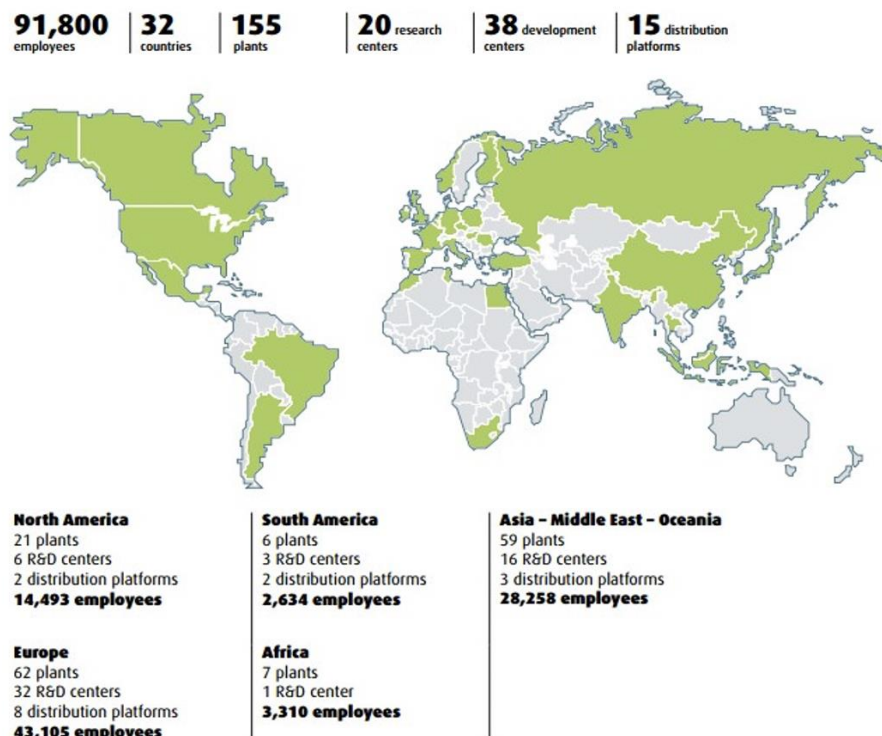 91,800 employees
32 countries
155 plants
20 research centers
38 development centers
15 distribution platforms
North America
21 plants
6 R&D centers
2 distribution platforms
14,493 employees
South America
6 plants
3 R&D centers
2 distribution platforms
2,634 employees
Asia – Middle East – Oceania
59 plants
16 R&D centers
3 distribution platforms
28,258 employees
Europe
62 plants
32 R&D centers
8 distribution platforms
43,105 employees
Africa
7 plants
1 R&D center
3,310 employees